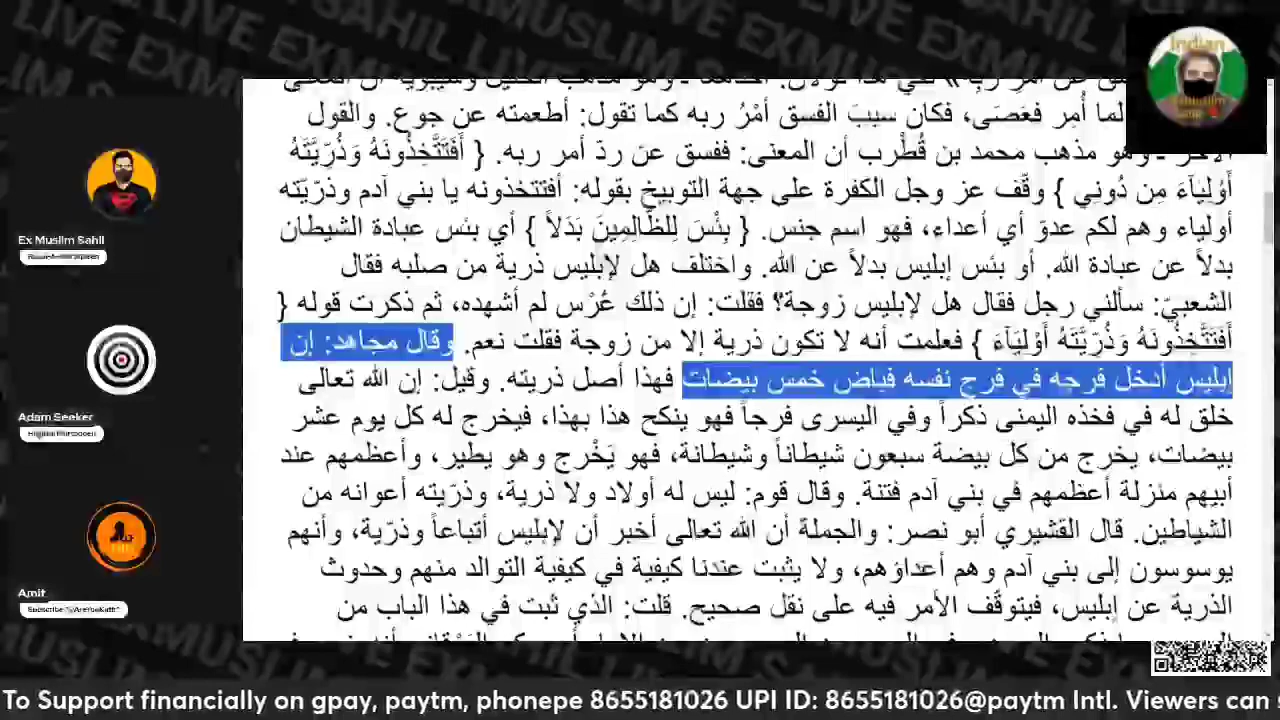 LIVE EXMUSLIM SAHIL
Indian
Ex Muslim Sahil
Adam Seeker
Amit
لما أُمِر فعَصَى، فكان سببَ الفسق أمْرُ ربه كما تقول: أطعمته عن جوع. والقول
الآخر ـ وهو مذهب محمد بن قُطْرب أن المعنى: ففسق عن ردّ أمر ربه. { أَفَتَتَّخِذُونَهُ وَذُرِّيَّتَهُ
أَوْلِيَآءَ مِن دُونِي } وقّف عز وجل الكفرة على جهة التوبيخ بقوله: أفتتخذونه يا بني آدم وذرّيّته
أولياء وهم لكم عدوّ أي أعداء، فهو اسم جنس. { بِئْسَ لِلظَّالِمِينَ بَدَلاً } أي بئس عبادة الشيطان
بدلاً عن عبادة الله. أو بئس إبليس بدلاً عن الله. واختلف هل لإبليس ذرية من صلبه فقال
الشعبيّ: سألني رجل فقال هل لإبليس زوجة؟ فقلت: إن ذلك عُرْس لم أشهده، ثم ذكرت قوله {
أَفَتَتَّخِذُونَهُ وَذُرِّيَّتَهُ أَوْلِيَآءَ } فعلمت أنه لا تكون ذرية إلا من زوجة فقلت نعم. وقال مجاهد: إن
إبليس أدخل فرجه في فرج نفسه فباض خمس بيضات فهذا أصل ذريته. وقيل: إن الله تعالى
خلق له في فخذه اليمنى ذكراً وفي اليسرى فرجاً فهو ينكح هذا بهذا، فيخرج له كل يوم عشر
بيضات، يخرج من كل بيضة سبعون شيطاناً وشيطانة، فهو يَخْرج وهو يطير، وأعظمهم عند
أبيهم منزلة أعظمهم في بني آدم فتنة. وقال قوم: ليس له أولاد ولا ذرية، وذرّيته أعوانه من
الشياطين. قال القشيري أبو نصر: والجملة أن الله تعالى أخبر أن لإبليس أتباعاً وذرّية، وأنهم
يوسوسون إلى بني آدم وهم أعداؤهم، ولا يثبت عندنا كيفية في كيفية التوالد منهم وحدوث
الذرية عن إبليس، فيتوقّف الأمر فيه على نقل صحيح. قلت: الذي ثبت في هذا الباب من
To Support financially on gpay, paytm, phonepe 8655181026 UPI ID: 8655181026@paytm Intl. Viewers can